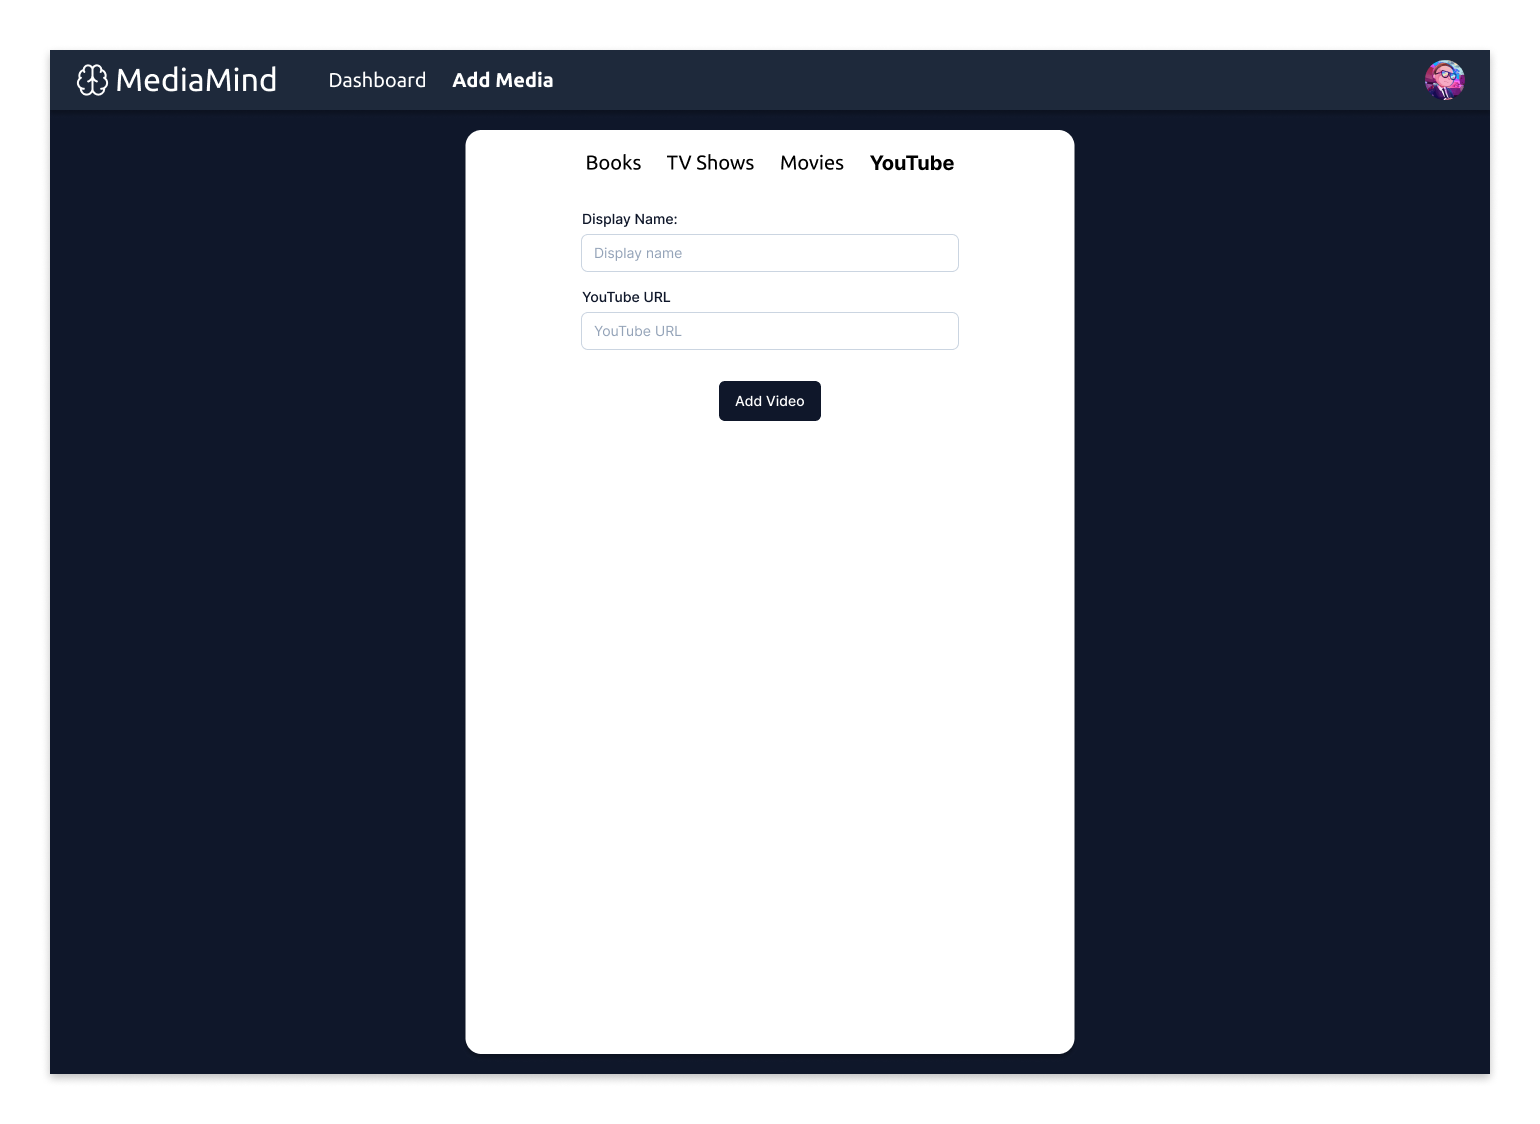 MediaMind Dashboard Add Media
Books TV Shows Movies YouTube
Display Name:
Display name
YouTube URL
YouTube URL
Add Video